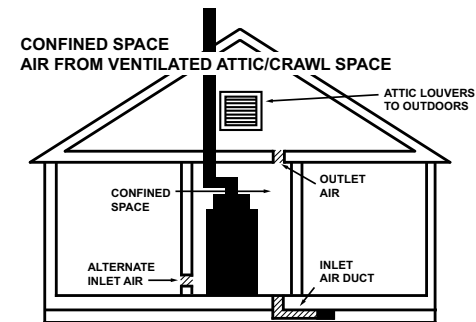 CONFINED SPACE
AIR FROM VENTILATED ATTIC/CRAWL SPACE
ATTIC LOUVERS
TO OUTDOORS
OUTLET
AIR
CONFINED
SPACE
ALTERNATE
INLET AIR
INLET
AIR DUCT